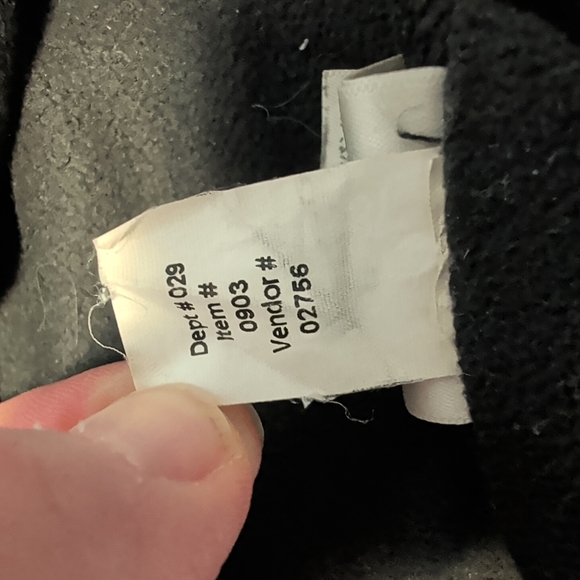 Dept # 029
Item #
0903
Vendor #
02756